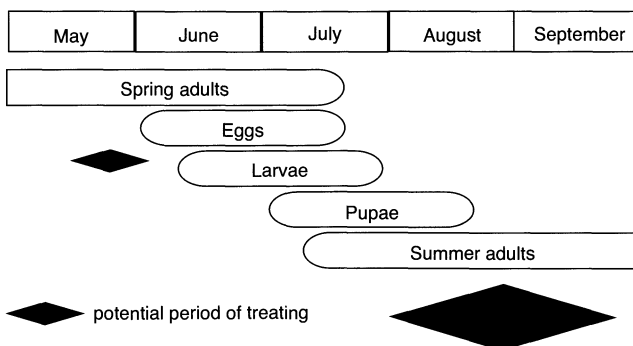 May June July August September
Spring adults
Eggs
Larvae
Pupae
Summer adults
potential period of treating